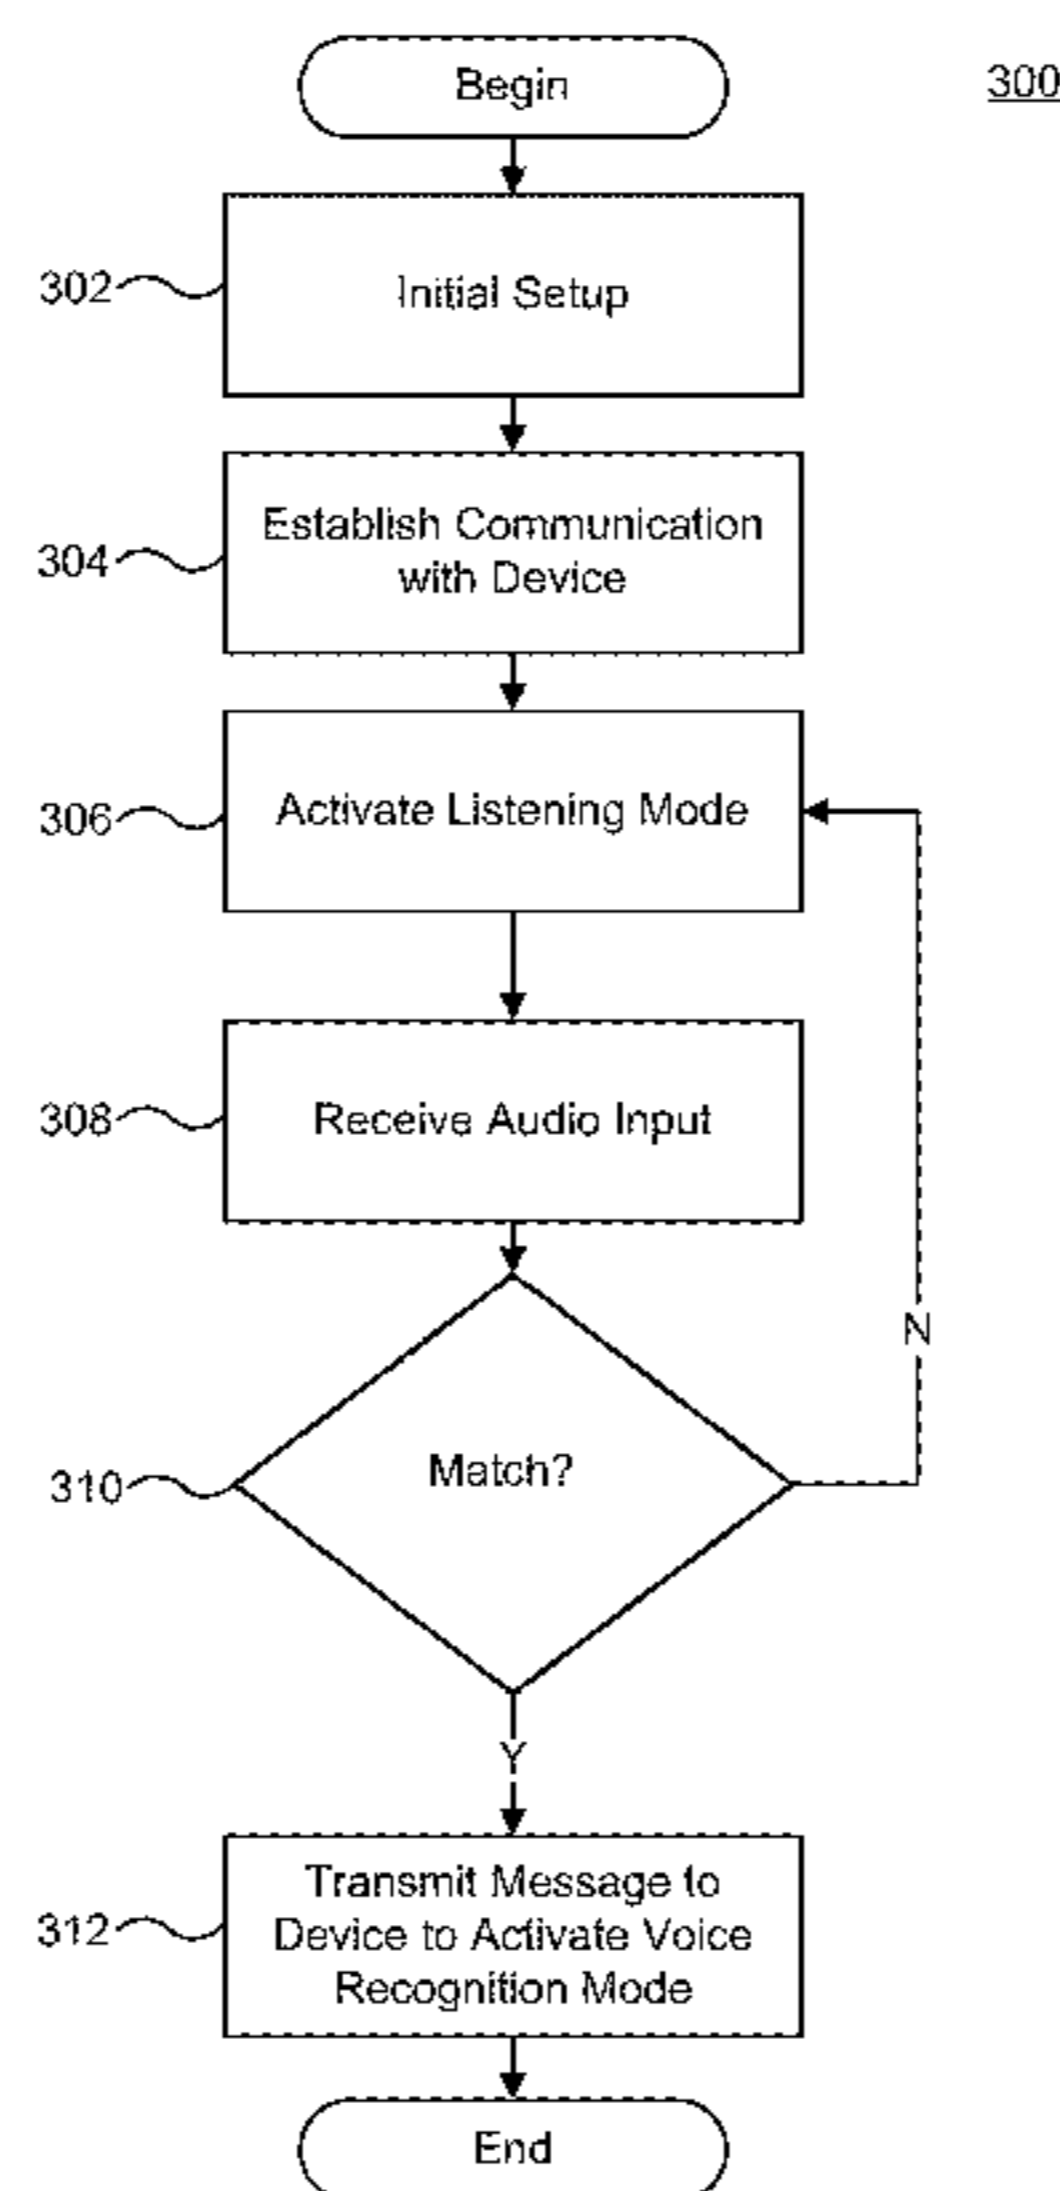 Begin
300
302
Initial Setup
304
Establish Communication
with Device
306
Activate Listening Mode
308
Receive Audio Input
N
310
Match?
Y
312
Transmit Message to
Device to Activate Voice
Recognition Mode
End